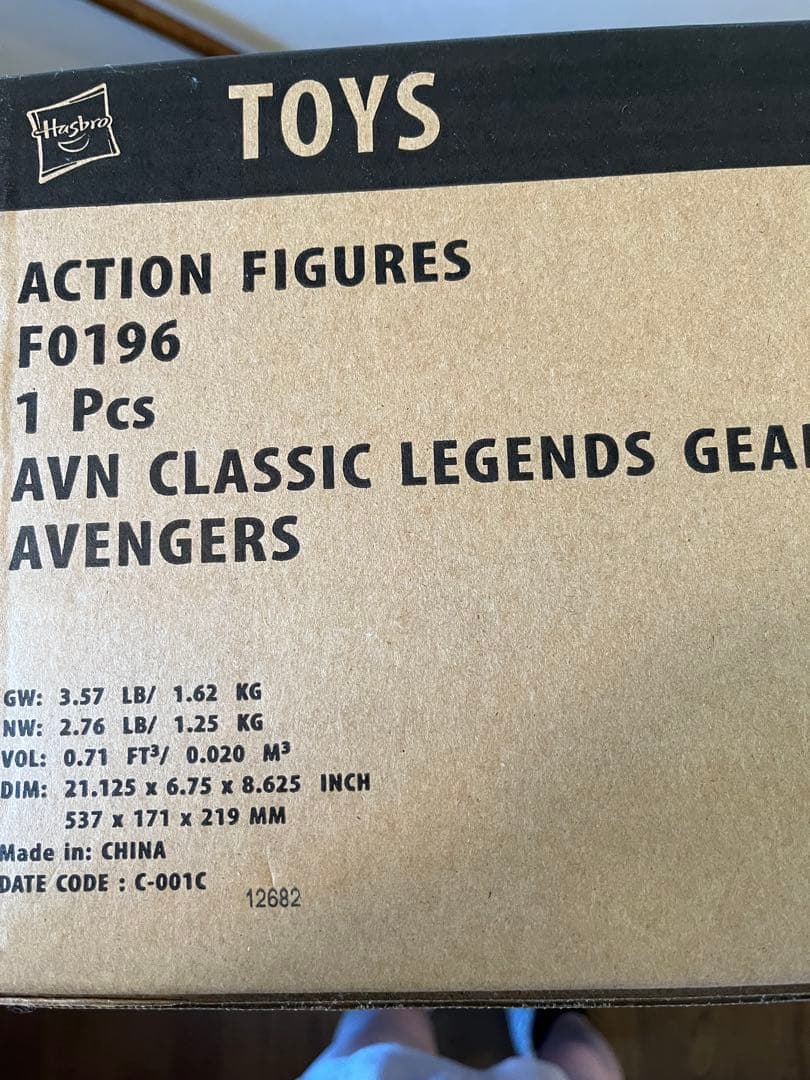 Hasbro
TOYS
ACTION FIGURES
F0196
1 Pcs
AVN CLASSIC LEGENDS GEA
AVENGERS
GW: 3.57 LB/ 1.62 KG
NW: 2.76 LB/ 1.25 KG
VOL: 0.71 FT³/ 0.020 M³
DIM: 21.125 x 6.75 x 8.625 INCH
537 x 171 x 219 MM
Made in: CHINA
DATE CODE : C-001C
12682